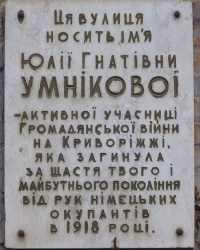 ЦЯ ВУЛИЦЯ
НОСИТЬ ІМ'Я
ЮЛІЇ ГНАТІВНИ
УМНІКОВОЇ
-АКТИВНОЇ УЧАСНИЦІ
ГРОМАДЯНСЬКОЇ ВІЙНИ
НА КРИВОРІЖЖІ,
ЯКА ЗАГИНУЛА
ЗА ЩАСТЯ ТВОГО І
МАЙБУТНЬОГО ПОКОЛІННЯ
ВІД РУК НІМЕЦЬКИХ
ОКУПАНТІВ
В 1918 РОЦІ.